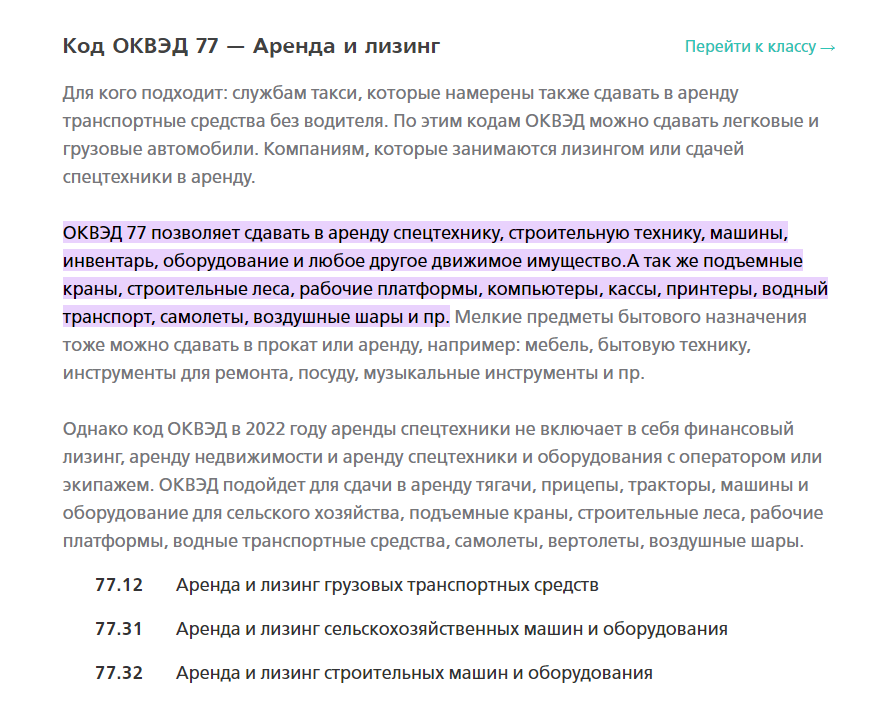 Код ОКВЭД 77 — Аренда и лизинг
Перейти к классу →
Для кого подходит: службам такси, которые намерены также сдавать в аренду
транспортные средства без водителя. По этим кодам ОКВЭД можно сдавать легковые и
грузовые автомобили. Компаниям, которые занимаются лизингом или сдачей
спецтехники в аренду.
ОКВЭД 77 позволяет сдавать в аренду спецтехнику, строительную технику, машины,
инвентарь, оборудование и любое другое движимое имущество.А так же подъемные
краны, строительные леса, рабочие платформы, компьютеры, кассы, принтеры, водный
транспорт, самолеты, воздушные шары и пр. Мелкие предметы бытового назначения
тоже можно сдавать в прокат или аренду, например: мебель, бытовую технику,
инструменты для ремонта, посуду, музыкальные инструменты и пр.
Однако код ОКВЭД в 2022 году аренды спецтехники не включает в себя финансовый
лизинг, аренду недвижимости и аренду спецтехники и оборудования с оператором или
экипажем. ОКВЭД подойдет для сдачи в аренду тягачи, прицепы, тракторы, машины и
оборудование для сельского хозяйства, подъемные краны, строительные леса, рабочие
платформы, водные транспортные средства, самолеты, вертолеты, воздушные шары.
77.12 Аренда и лизинг грузовых транспортных средств
77.31 Аренда и лизинг сельскохозяйственных машин и оборудования
77.32 Аренда и лизинг строительных машин и оборудования